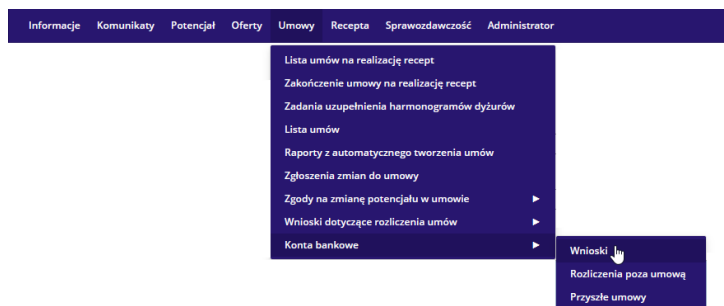 Informacje Komunikaty Potencjał Oferty Umowy Recepta Sprawozdawczość Administrator
Lista umów na realizację recept
Zakończenie umowy na realizację recept
Zadania uzupełnienia harmonogramów dyżurów
Lista umów
Raporty z automatycznego tworzenia umów
Zgłoszenia zmian do umowy
Zgody na zmianę potencjału w umowie
Wnioski dotyczące rozliczenia umów
Konta bankowe
Wnioski
Rozliczenia poza umową
Przyszłe umowy